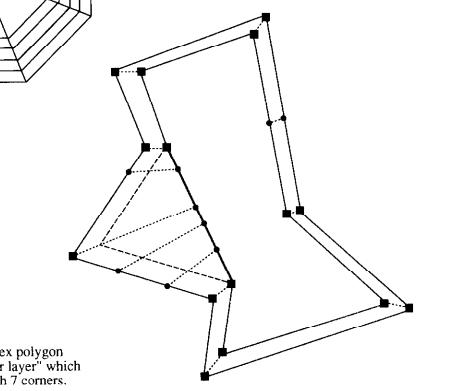 ex polygon
r layer" which
h 7 corners.